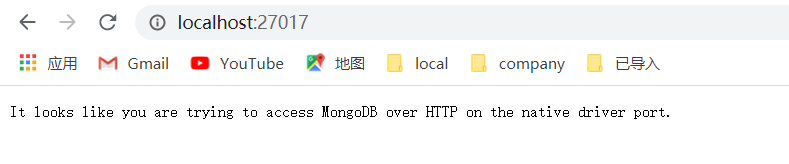 localhost:27017
应用 Gmail YouTube 地图 local company 已导入
It looks like you are trying to access MongoDB over HTTP on the native driver port.